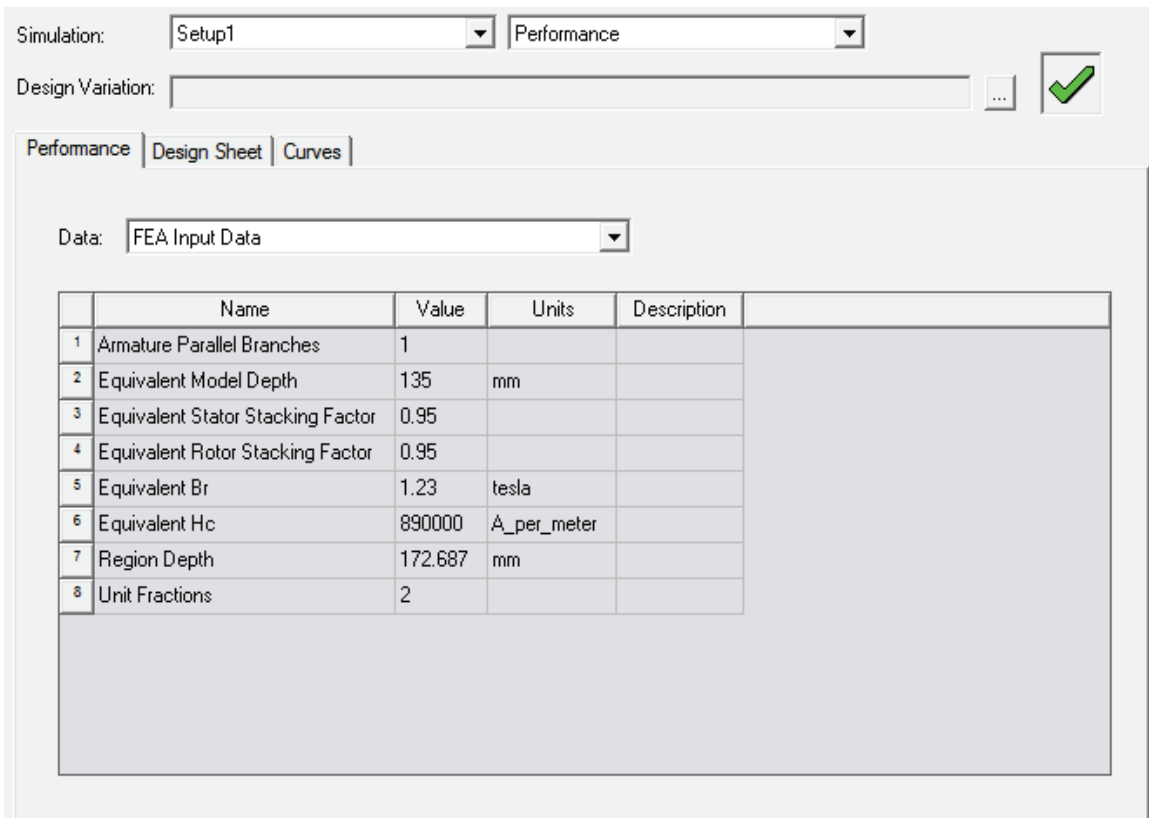 Simulation: Setup1 Performance
Design Variation: ...
Performance Design Sheet Curves
Data: FEA Input Data
Name Value Units Description
1 Armature Parallel Branches 1
2 Equivalent Model Depth 135 mm
3 Equivalent Stator Stacking Factor 0.95
4 Equivalent Rotor Stacking Factor 0.95
5 Equivalent Br 1.23 tesla
6 Equivalent Hc 890000 A_per_meter
7 Region Depth 172.687 mm
8 Unit Fractions 2